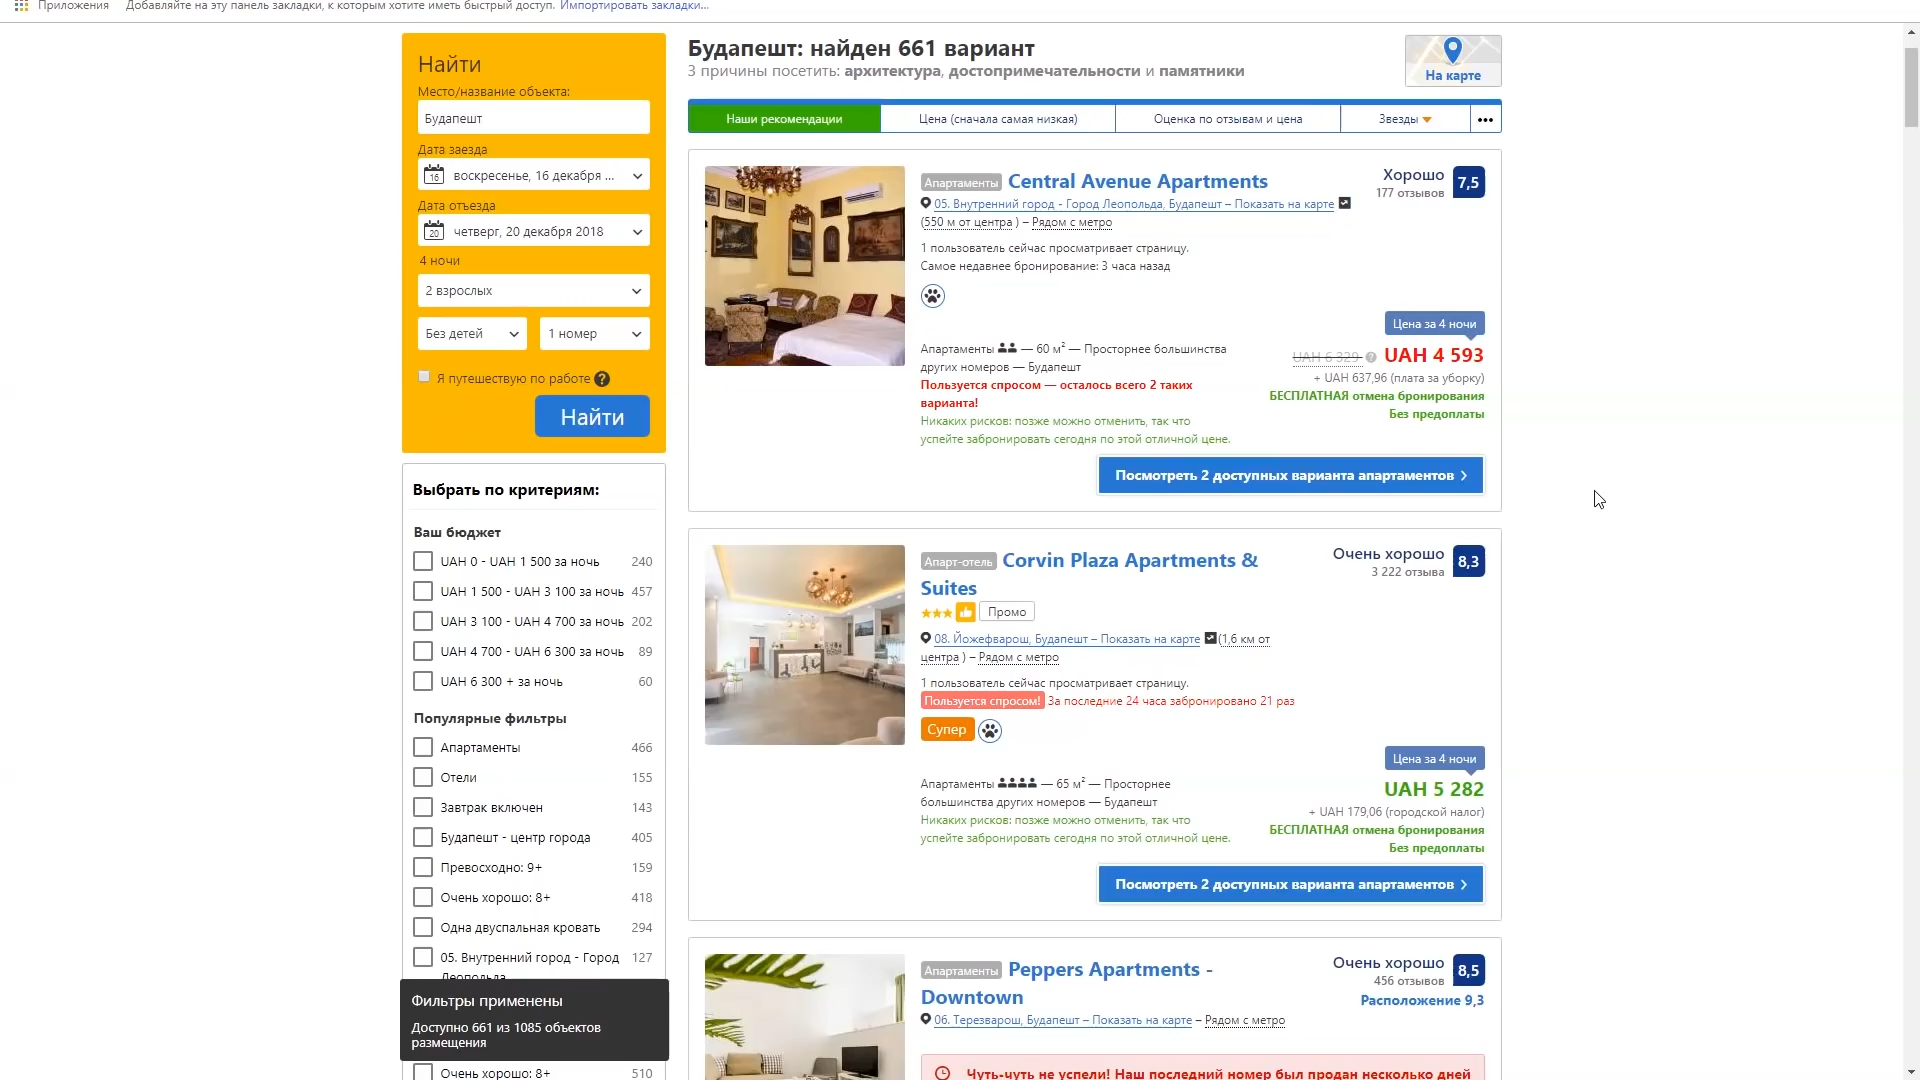 Приложения Добавляйте на эту панель закладки, к которым хотите иметь быстрый доступ. Импортировать закладки...
Найти
Место/название объекта:
Будапешт
Дата заезда
16 воскресенье, 16 декабря ...
Дата отъезда
20 четверг, 20 декабря 2018
4 ночи
2 взрослых
Без детей 1 номер
Я путешествую по работе ?
Найти
Выбрать по критериям:
Ваш бюджет
UAH 0 - UAH 1 500 за ночь 240
UAH 1 500 - UAH 3 100 за ночь 457
UAH 3 100 - UAH 4 700 за ночь 202
UAH 4 700 - UAH 6 300 за ночь 89
UAH 6 300 + за ночь 60
Популярные фильтры
Апартаменты 466
Отели 155
Завтрак включен 143
Будапешт - центр города 405
Превосходно: 9+ 159
Очень хорошо: 8+ 418
Одна двуспальная кровать 294
05. Внутренний город - Город 127
Леопольда
Фильтры применены
Доступно 661 из 1085 объектов
размещения
Очень хорошо: 8+ 510
Будапешт: найден 661 вариант
3 причины посетить: архитектура, достопримечательности и памятники
На карте
Наши рекомендации Цена (сначала самая низкая) Оценка по отзывам и цена Звезды •••
Апартаменты Central Avenue Apartments
Хорошо 7,5
177 отзывов
05. Внутренний город - Город Леопольда, Будапешт – Показать на карте
(550 м от центра ) – Рядом с метро
1 пользователь сейчас просматривает страницу.
Самое недавнее бронирование: 3 часа назад
Цена за 4 ночи
Апартаменты — 60 м² — Просторнее большинства
других номеров — Будапешт
Пользуется спросом — осталось всего 2 таких
варианта!
Никаких рисков: позже можно отменить, так что
успейте забронировать сегодня по этой отличной цене.
UAH 6 329 ? UAH 4 593
+ UAH 637,96 (плата за уборку)
БЕСПЛАТНАЯ отмена бронирования
Без предоплаты
Посмотреть 2 доступных варианта апартаментов
Апарт-отель Corvin Plaza Apartments &
Suites
Очень хорошо 8,3
3 222 отзыва
Промо
08. Йожефварош, Будапешт – Показать на карте (1,6 км от
центра ) – Рядом с метро
1 пользователь сейчас просматривает страницу.
Пользуется спросом! За последние 24 часа забронировано 21 раз
Супер
Цена за 4 ночи
Апартаменты — 65 м² — Просторнее
большинства других номеров — Будапешт
Никаких рисков: позже можно отменить, так что
успейте забронировать сегодня по этой отличной цене.
UAH 5 282
+ UAH 179,06 (городской налог)
БЕСПЛАТНАЯ отмена бронирования
Без предоплаты
Посмотреть 2 доступных варианта апартаментов
Апартаменты Peppers Apartments -
Downtown
Очень хорошо 8,5
456 отзывов
Расположение 9,3
06. Терезварош, Будапешт – Показать на карте – Рядом с метро
Чуть-чуть не успели! Наш последний номер был продан несколько дней